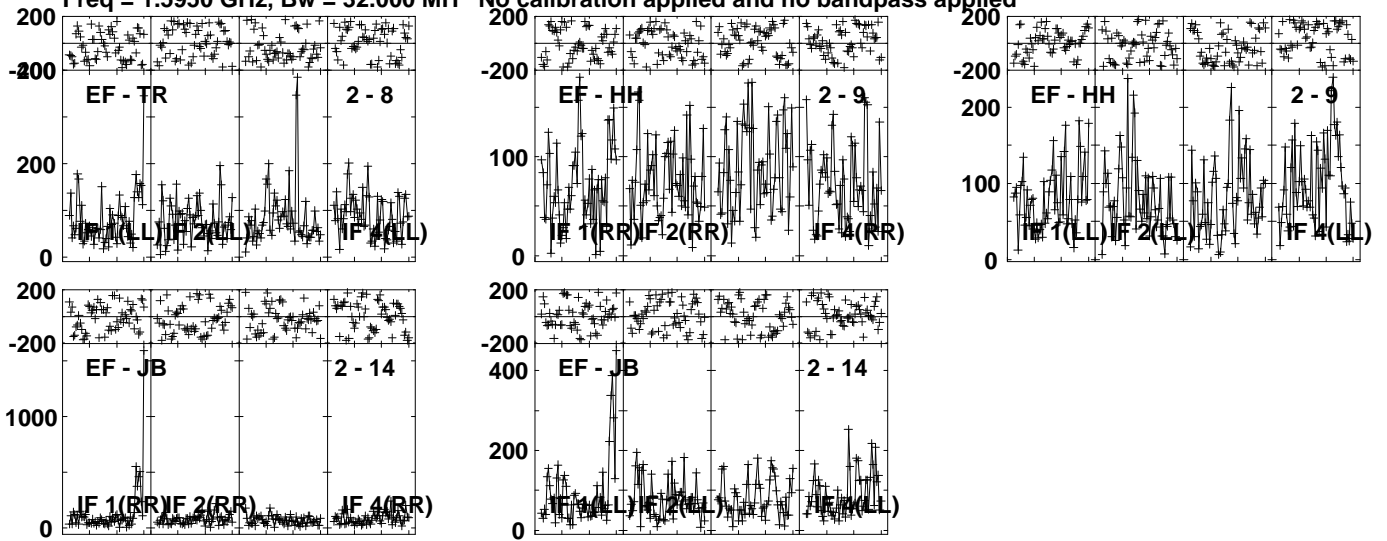 Freq = 1.5950 GHz, Bw = 32.000 MH No calibration applied and no bandpass applied
200
-200
400
EF - TR 2 - 8
200
IF 1(LL) IF 2(LL) IF 4(LL)
0
200
-200
EF - HH 2 - 9
100
IF 1(RR) IF 2(RR) IF 4(RR)
0
200
-200
EF - HH 2 - 9
200
100
IF 1(LL) IF 2(LL) IF 4(LL)
0
200
-200
EF - JB 2 - 14
1000
IF 1(RR) IF 2(RR) IF 4(RR)
0
200
-200
EF - JB 2 - 14
400
200
IF 1(LL) IF 2(LL) IF 4(LL)
0